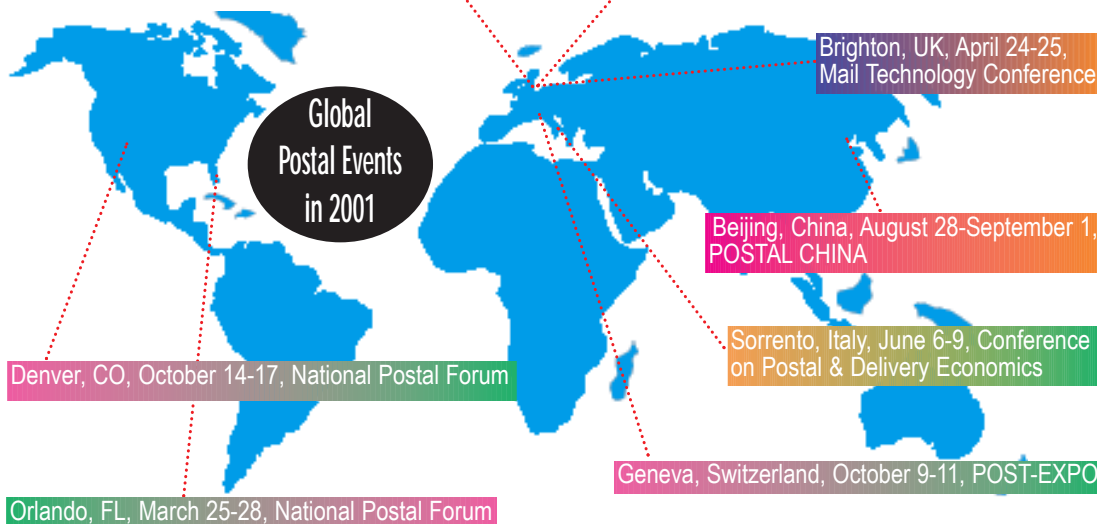 Global
Postal Events
in 2001
Brighton, UK, April 24-25,
Mail Technology Conference
Beijing, China, August 28-September 1,
POSTAL CHINA
Sorrento, Italy, June 6-9, Conference
on Postal & Delivery Economics
Denver, CO, October 14-17, National Postal Forum
Geneva, Switzerland, October 9-11, POST-EXPO
Orlando, FL, March 25-28, National Postal Forum